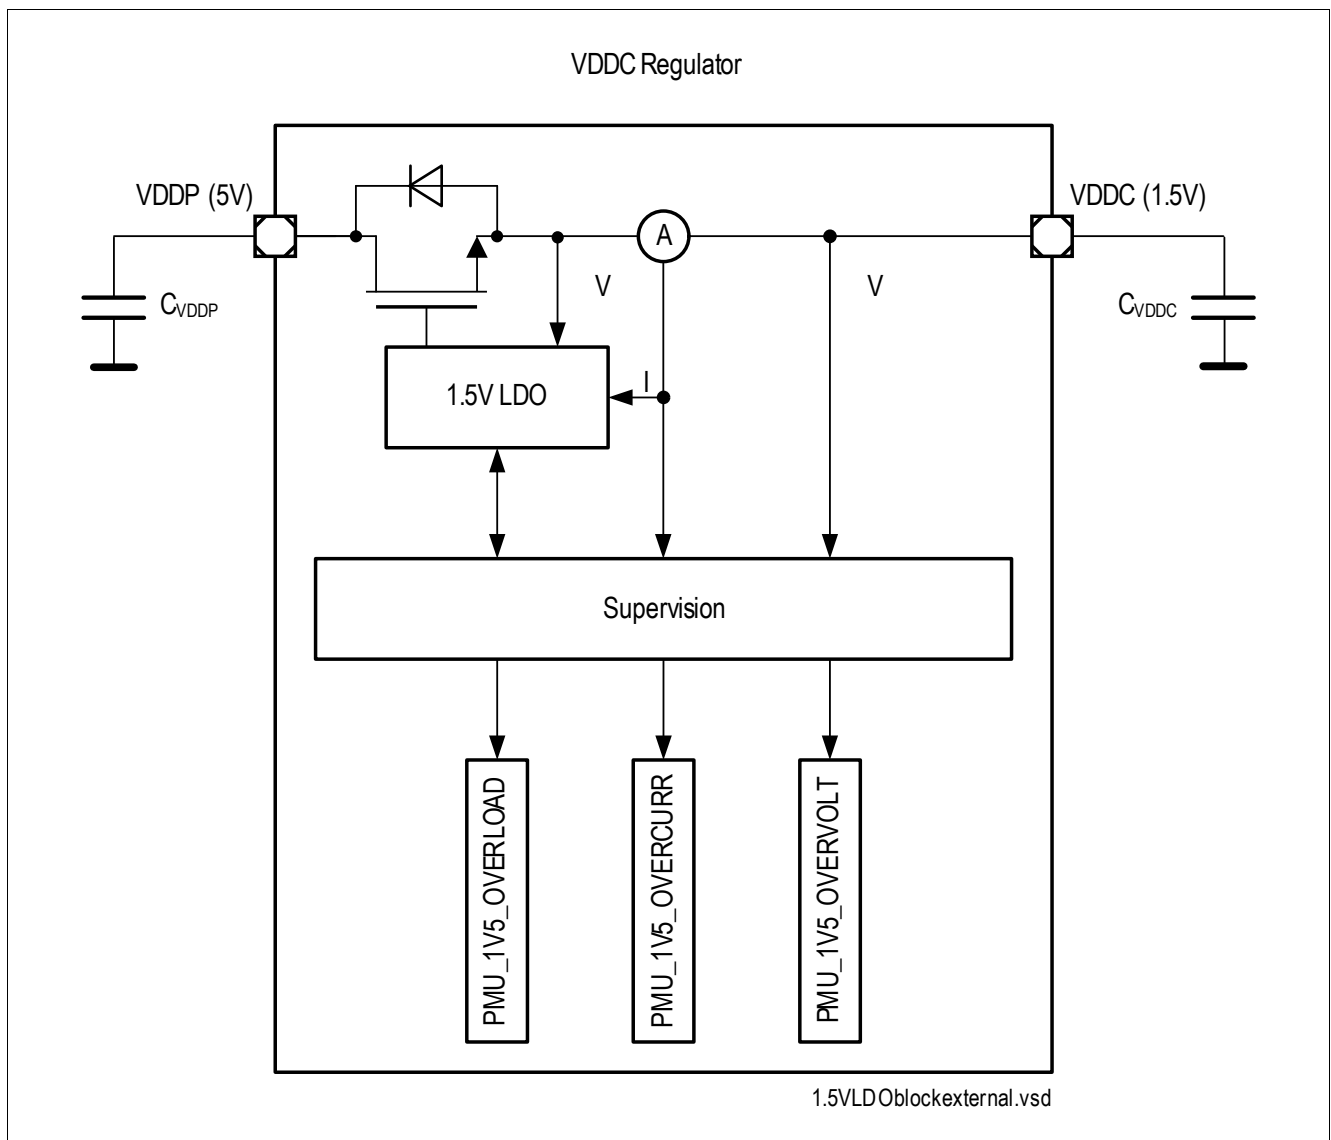 VDDC Regulator
VDDP (5V)
VDDC (1.5V)
A
V
V
CVDDP
CVDDC
I
1.5V LDO
Supervision
PMU_1V5_OVERLOAD
PMU_1V5_OVERCURR
PMU_1V5_OVERVOLT
1.5VLDOblockexternal.vsd